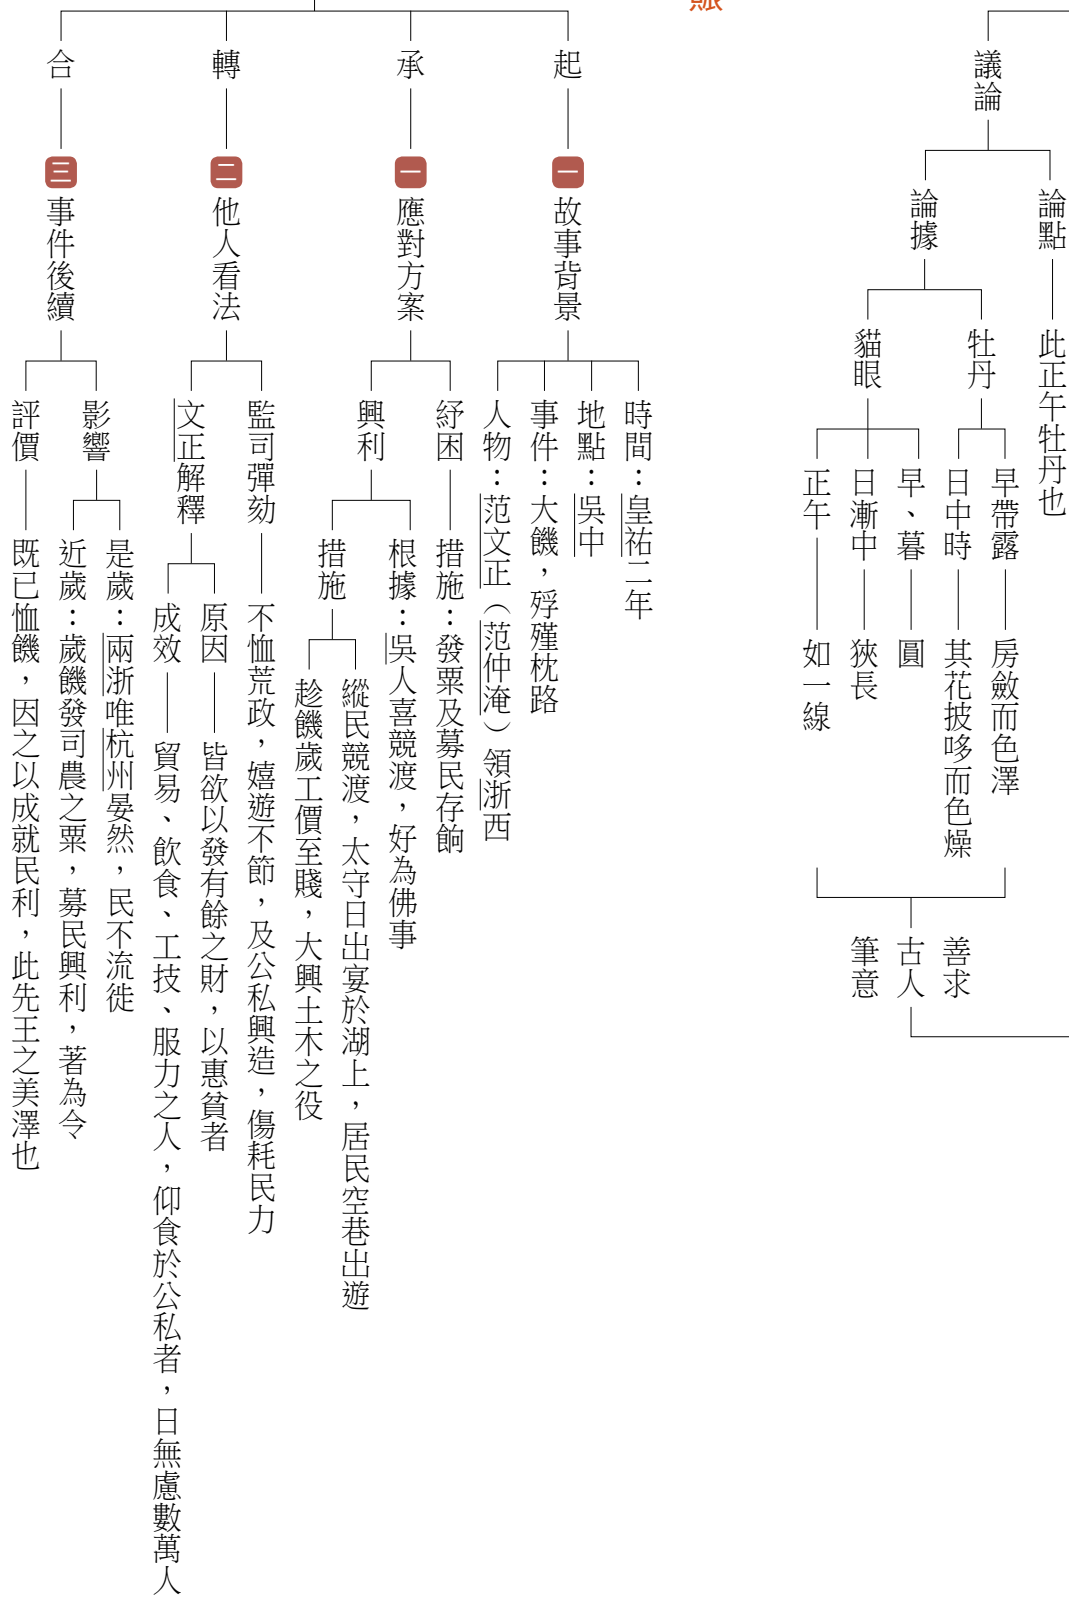 議論
論點
此正午牡丹也
論據
牡丹
早帶露
房斂而色澤
日中時
其花披哆而色燥
貓眼
早、暮
圓
日漸中
狹長
正午
如一線
善求
古人
筆意
賑
起
一
故事背景
時間：皇祐二年
地點：吳中
事件：大饑，殍殣枕路
人物：范文正（范仲淹）領浙西
承
一
應對方案
紓困
措施：發粟及募民存餉
興利
根據：吳人喜競渡，好為佛事
措施
縱民競渡，太守日出宴於湖上，居民空巷出遊
趁饑歲工價至賤，大興土木之役
轉
二
他人看法
監司彈劾
不恤荒政，嬉遊不節，及公私興造，傷耗民力
文正解釋
原因
皆欲以發有餘之財，以惠貧者
成效
貿易、飲食、工技、服力之人，仰食於公私者，日無慮數萬人
合
三
事件後續
影響
是歲：兩浙唯杭州晏然，民不流徙
近歲：歲饑發司農之粟，募民興利，著為令
評價
既已恤饑，因之以成就民利，此先王之美澤也